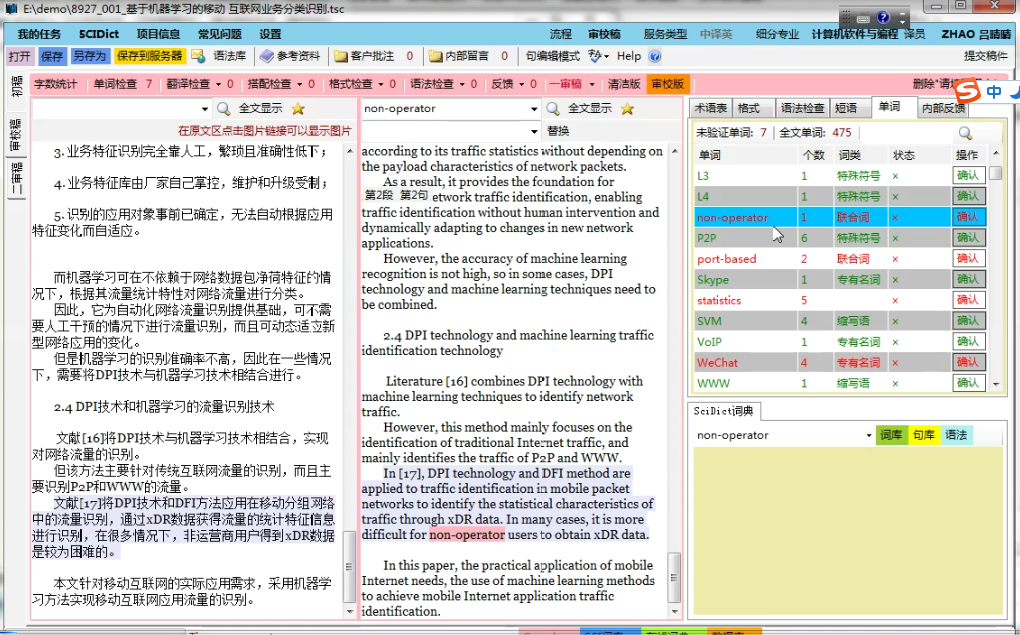 E:\demo\8927_001_基于机器学习的移动 互联网业务分类识别.tsc
我的任务 SCIDict 项目信息 常见问题 设置 流程 审校稿 服务类型 中译英 细分专业 计算机软件与编程 译员 ZHAO 吕晴晴
打开 保存 另存为 保存到服务器 语法库 参考资料 客户批注 0 内部留言 0 句编辑模式 Help 提交稿件
字数统计 单词检查 7 翻译检查 0 搭配检查 0 格式检查 0 语法检查 0 反馈 0 一审稿 清洁版 审校版
初稿
审校稿
二审稿
全文显示
在原文区点击图片链接可以显示图片
3. 业务特征识别完全靠人工，繁琐且准确性低下；
4. 业务特征库由厂家自己掌控，维护和升级受制；
5. 识别的应用对象事前已确定，无法自动根据应用
特征变化而自适应。
而机器学习可在不依赖于网络数据包净荷特征的情
况下，根据其流量统计特性对网络流量进行分类。
因此，它为自动化网络流量识别提供基础，可不需
要人工干预的情况下进行流量识别，而且可动态适应新
型网络应用的变化。
但是机器学习的识别准确率不高，因此在一些情况
下，需要将DPI技术与机器学习技术相结合进行。
2.4 DPI技术和机器学习的流量识别技术
文献[16]将DPI技术与机器学习技术相结合，实现
对网络流量的识别。
但该方法主要针对传统互联网流量的识别，而且主
要识别P2P和WWW的流量。
文献[17]将DPI技术和DFI方法应用在移动分组网络
中的流量识别，通过xDR数据获得流量的统计特征信息
进行识别，在很多情况下，非运营商用户得到xDR数据
是较为困难的。
本文针对移动互联网的实际应用需求，采用机器学
习方法实现移动互联网应用流量的识别。
non-operator 全文显示
替换
according to its traffic statistics without depending on
the payload characteristics of network packets.
As a result, it provides the foundation for
第2段 第2句 etwork traffic identification, enabling
traffic identification without human intervention and
dynamically adapting to changes in new network
applications.
However, the accuracy of machine learning
recognition is not high, so in some cases, DPI
technology and machine learning techniques need to
be combined.
2.4 DPI technology and machine learning traffic
identification technology
Literature [16] combines DPI technology with
machine learning techniques to identify network
traffic.
However, this method mainly focuses on the
identification of traditional Internet traffic, and
mainly identifies the traffic of P2P and WWW.
In [17], DPI technology and DFI method are
applied to traffic identification in mobile packet
networks to identify the statistical characteristics of
traffic through xDR data. In many cases, it is more
difficult for non-operator users to obtain xDR data.
In this paper, the practical application of mobile
Internet needs, the use of machine learning methods
to achieve mobile Internet application traffic
identification.
术语表 格式 语法检查 短语 单词 内部反馈
未验证单词: 7 全文单词: 475
单词 个数 词类 状态 操作
L3 1 特殊符号 × 确认
L4 1 特殊符号 × 确认
non-operator 1 联合词 × 确认
P2P 6 特殊符号 × 确认
port-based 2 联合词 × 确认
Skype 1 专有名词 × 确认
statistics 5 × 确认
SVM 4 缩写语 × 确认
VoIP 1 专有名词 × 确认
WeChat 4 专有名词 × 确认
WWW 1 缩写语 × 确认
SciDict词典
non-operator 词库 句库 语法